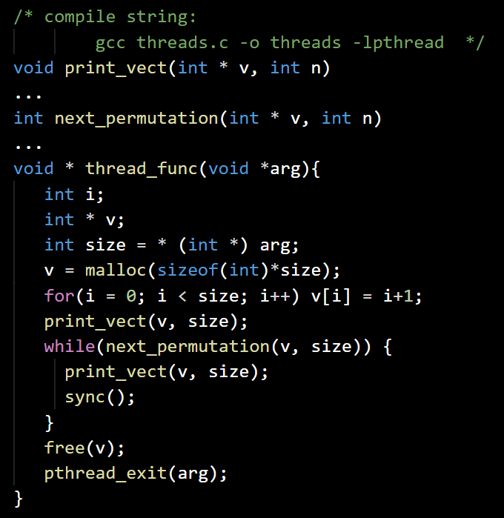 /* compile string:
gcc threads.c -o threads -lpthread  */
void print_vect(int * v, int n)
...
int next_permutation(int * v, int n)
...
void * thread_func(void *arg){
int i;
int * v;
int size = * (int *) arg;
v = malloc(sizeof(int)*size);
for(i = 0; i < size; i++) v[i] = i+1;
print_vect(v, size);
while(next_permutation(v, size)) {
print_vect(v, size);
sync();
}
free(v);
pthread_exit(arg);
}